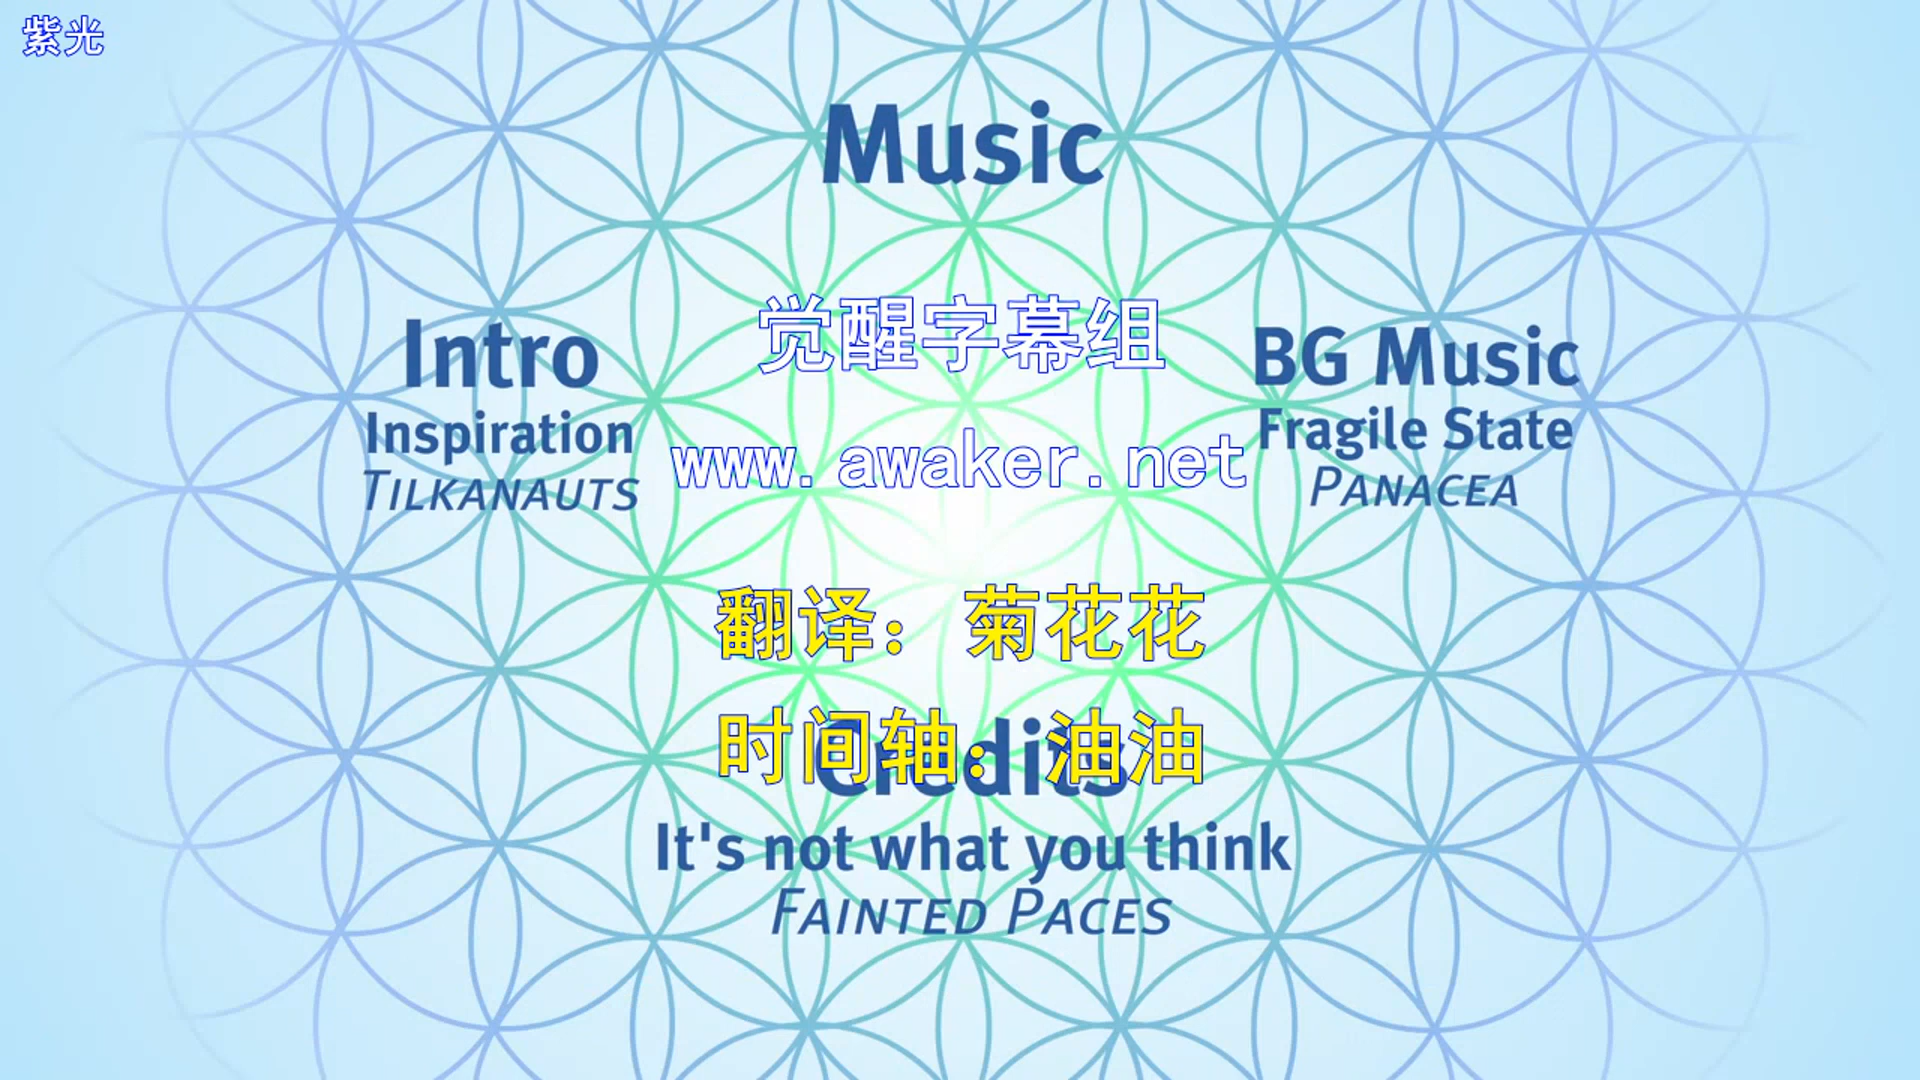 紫光
Music
觉醒字幕组
www.awaker.net
Intro
Inspiration
TILKANAUTS
BG Music
Fragile State
PANACEA
翻译： 菊花花
时间轴：油油
Credits
It's not what you think
FAINTED PACES